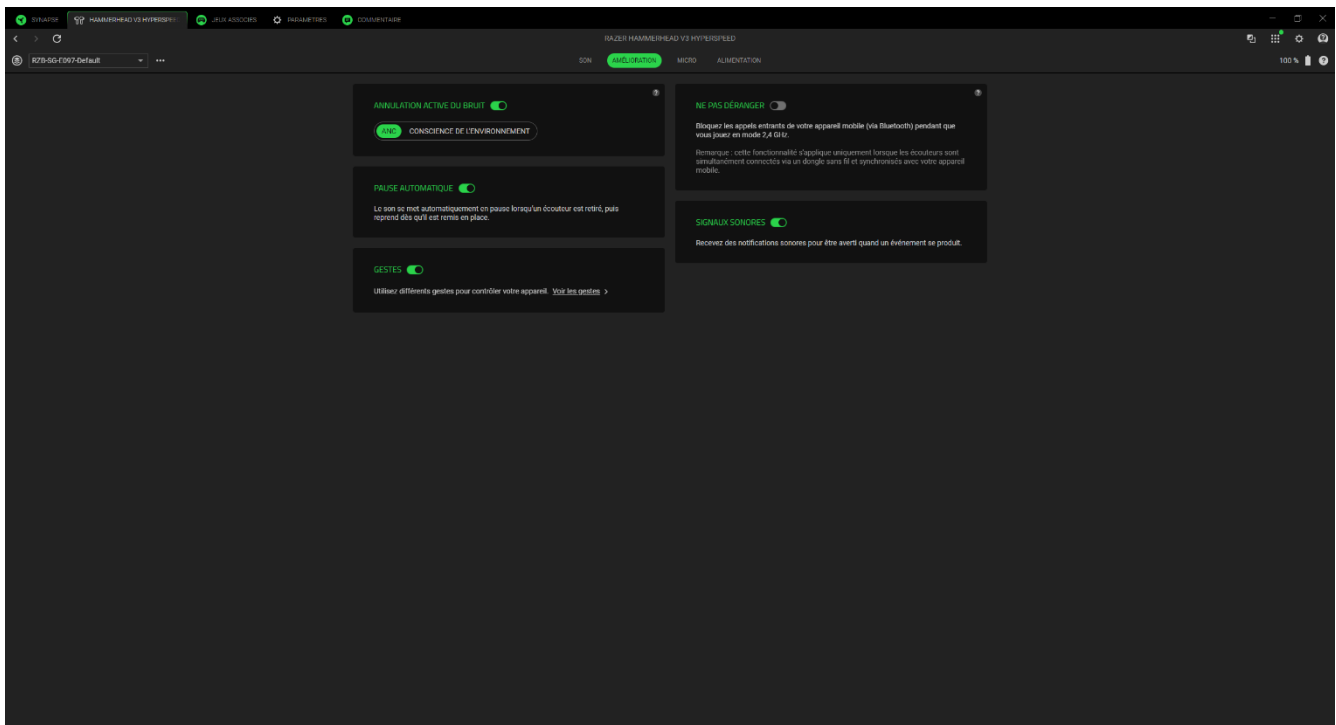 SYNAPSE HAMMERHEAD V3 HYPERSPE JEUX ASSOCIÉS PARAMÈTRES COMMENTAIRE
RAZER HAMMERHEAD V3 HYPERSPEED
RZB-SG-E097-Default SON AMÉLIORATION MICRO ALIMENTATION 100 %
ANNULATION ACTIVE DU BRUIT
ANC CONSCIENCE DE L'ENVIRONNEMENT
PAUSE AUTOMATIQUE
Le son se met automatiquement en pause lorsqu'un écouteur est retiré, puis
reprend dès qu'il est remis en place.
GESTES
Utilisez différents gestes pour contrôler votre appareil. Voir les gestes >
NE PAS DÉRANGER
Bloquez les appels entrants de votre appareil mobile (via Bluetooth) pendant que
vous jouez en mode 2,4 GHz.
Remarque : cette fonctionnalité s'applique uniquement lorsque les écouteurs sont
simultanément connectés via un dongle sans fil et synchronisés avec votre appareil
mobile.
SIGNAUX SONORES
Recevez des notifications sonores pour être averti quand un événement se produit.